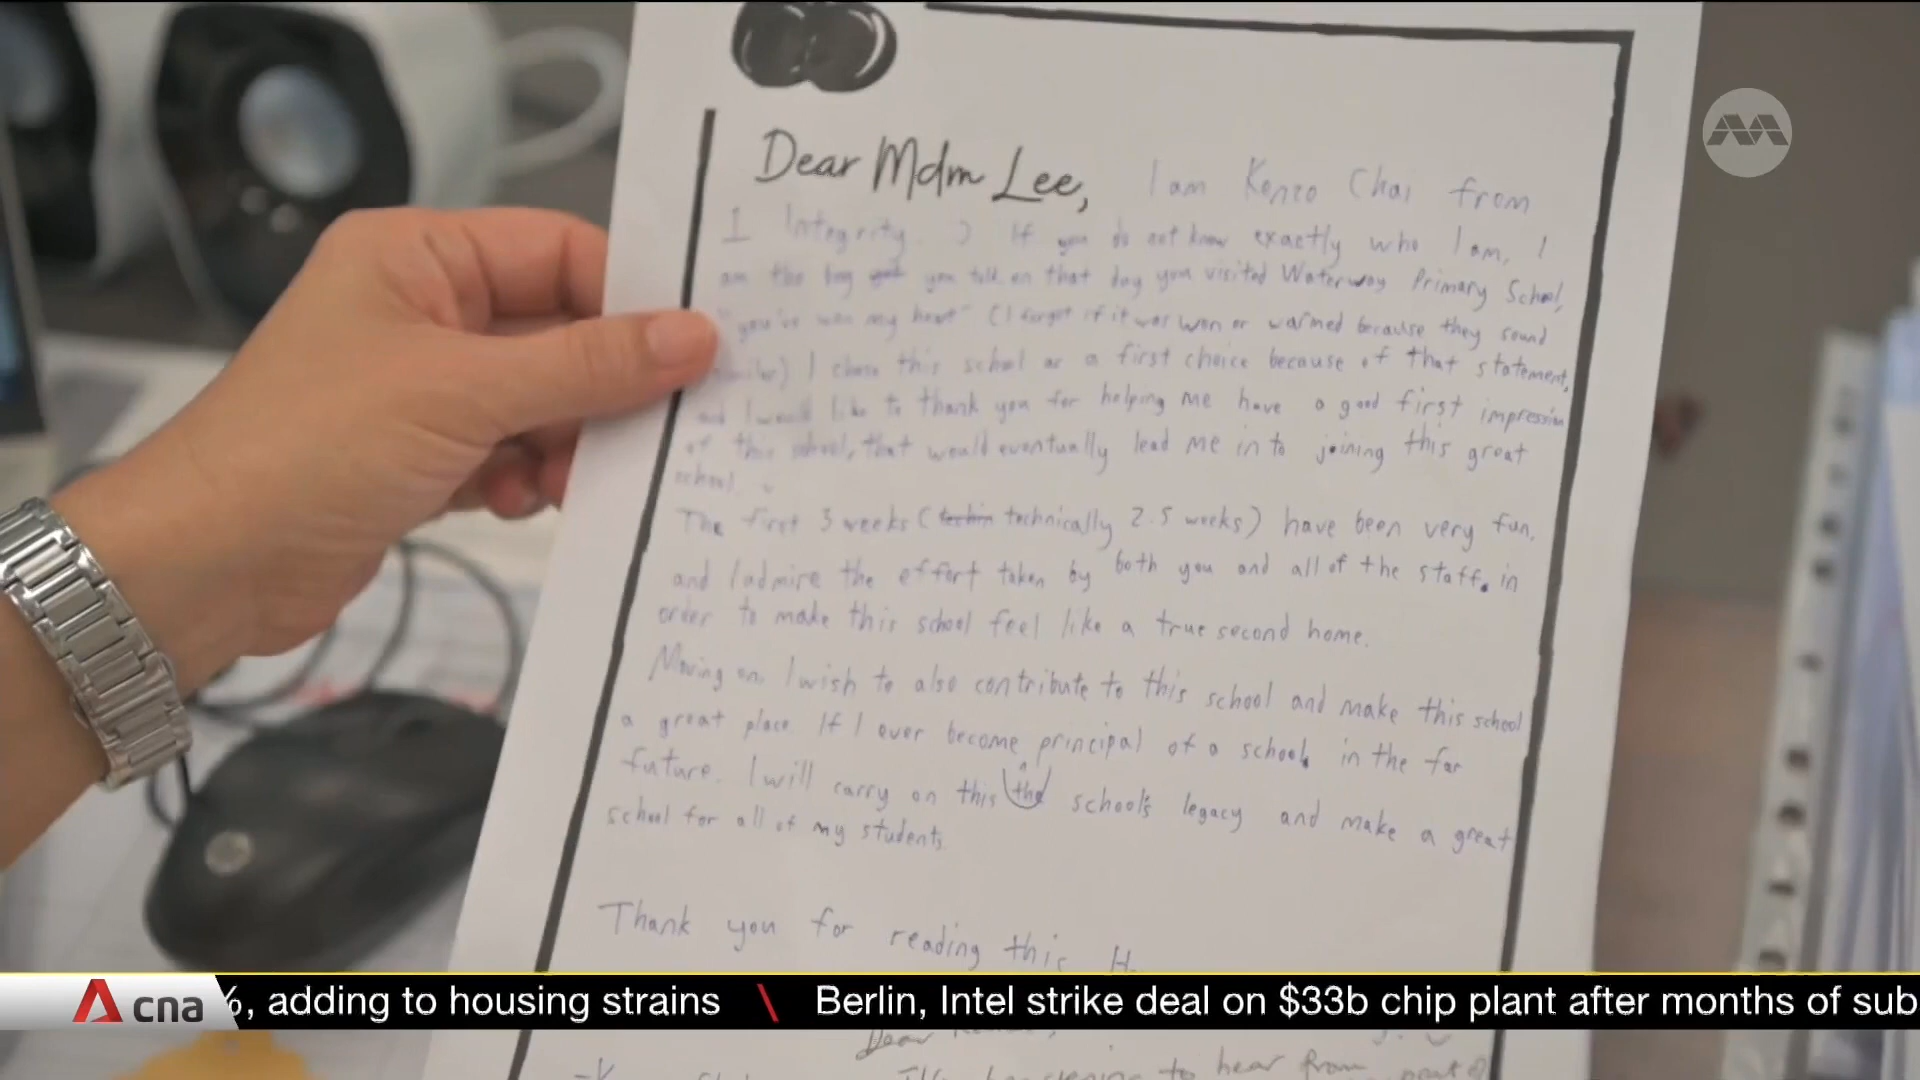 Dear Mdm Lee, I am Kenzo Chai from
1 Integrity. :) If you do not know exactly who I am, I
am the boy you talk on that day you visited Waterway Primary School,
"you've won my heart" (I forgot if it was won or warmed because they sound
similar) I chose this school as a first choice because of that statement,
and I would like to thank you for helping me have a good first impression
of this school, that would eventually lead me in to joining this great
school.
The first 3 weeks (techin technically 2.5 weeks) have been very fun,
and I admire the effort taken by both you and all of the staff. in
order to make this school feel like a true second home.
Moving on, I wish to also contribute to this school and make this school
a great place. If I ever become principal of a school, in the far
future. I will carry on this the school's legacy and make a great
school for all of my students.
Thank you for reading this
cna
%, adding to housing strains \ Berlin, Intel strike deal on $33b chip plant after months of sub
Dear
to hear from